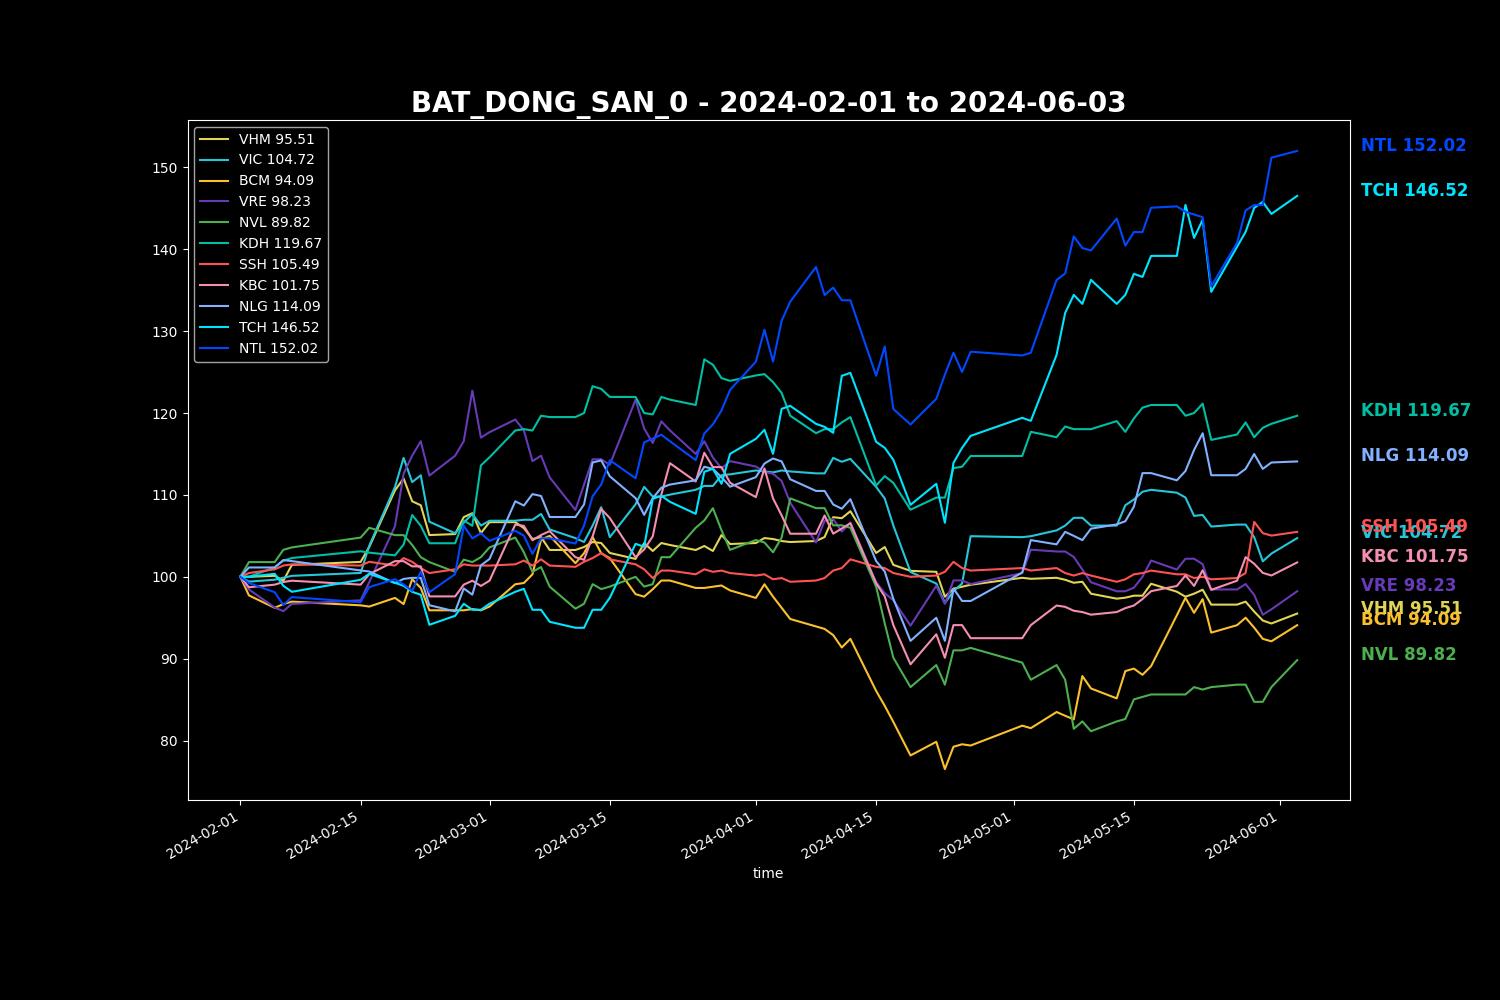 BAT_DONG_SAN_0 - 2024-02-01 to 2024-06-03
VHM 95.51
VIC 104.72
BCM 94.09
VRE 98.23
NVL 89.82
KDH 119.67
SSH 105.49
KBC 101.75
NLG 114.09
TCH 146.52
NTL 152.02
150
140
130
120
110
100
90
80
NTL 152.02
TCH 146.52
KDH 119.67
NLG 114.09
SSH 105.49
VIC 104.72
KBC 101.75
VRE 98.23
VHM 95.51
BCM 94.09
NVL 89.82
2024-02-01
2024-02-15
2024-03-01
2024-03-15
2024-04-01
2024-04-15
2024-05-01
2024-05-15
2024-06-01
time